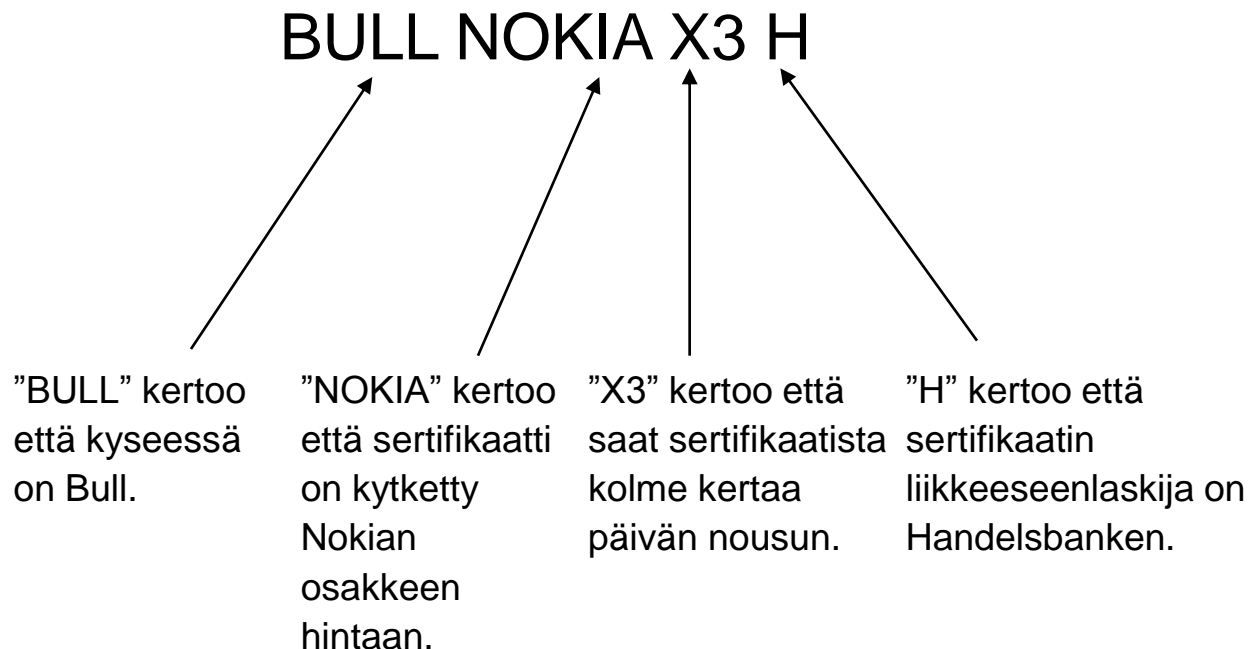 BULL NOKIA X3 H
”BULL” kertoo
että kyseessä
on Bull.
”NOKIA” kertoo
että sertifikaatti
on kytketty
Nokian
osakkeen
hintaan.
”X3” kertoo että
saat sertifikaatista
kolme kertaa
päivän nousun.
”H” kertoo että
sertifikaatin
liikkeeseenlaskija on
Handelsbanken.